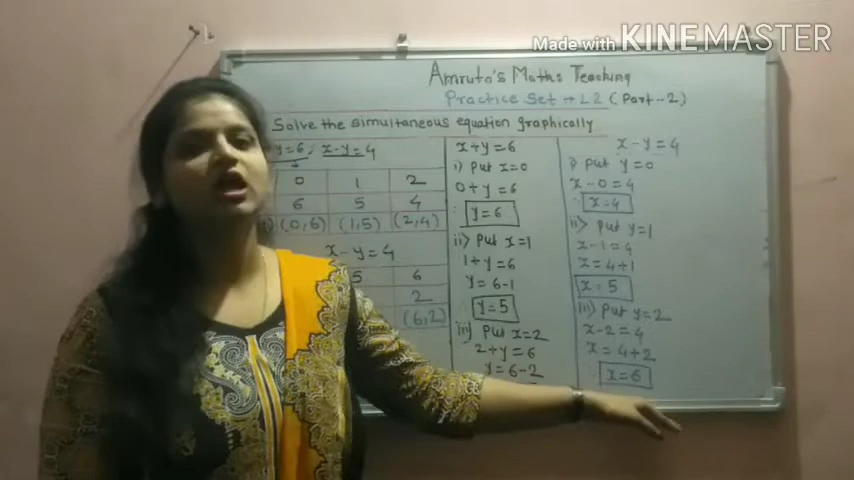 Made with KINEMASTER
Amruta's Maths Teaching
Practice Set → 1.2 (Part-2)
Solve the simultaneous equation graphically
y=6; x-y=4
0 1 2
6 5 4
(0,6) (1,5) (2,4)
x-y=4
5 6
2
(6,2)
x+y=6
i) Put x=0
0+y=6
∴ y=6
ii) Put x=1
1+y=6
y=6-1
∴ y=5
iii) Put x=2
2+y=6
y=6-2
x-y=4
i) Put y=0
x-0=4
∴ x=4
ii) Put y=1
x-1=4
x=4+1
x=5
iii) Put y=2
x-2=4
x=4+2
x=6